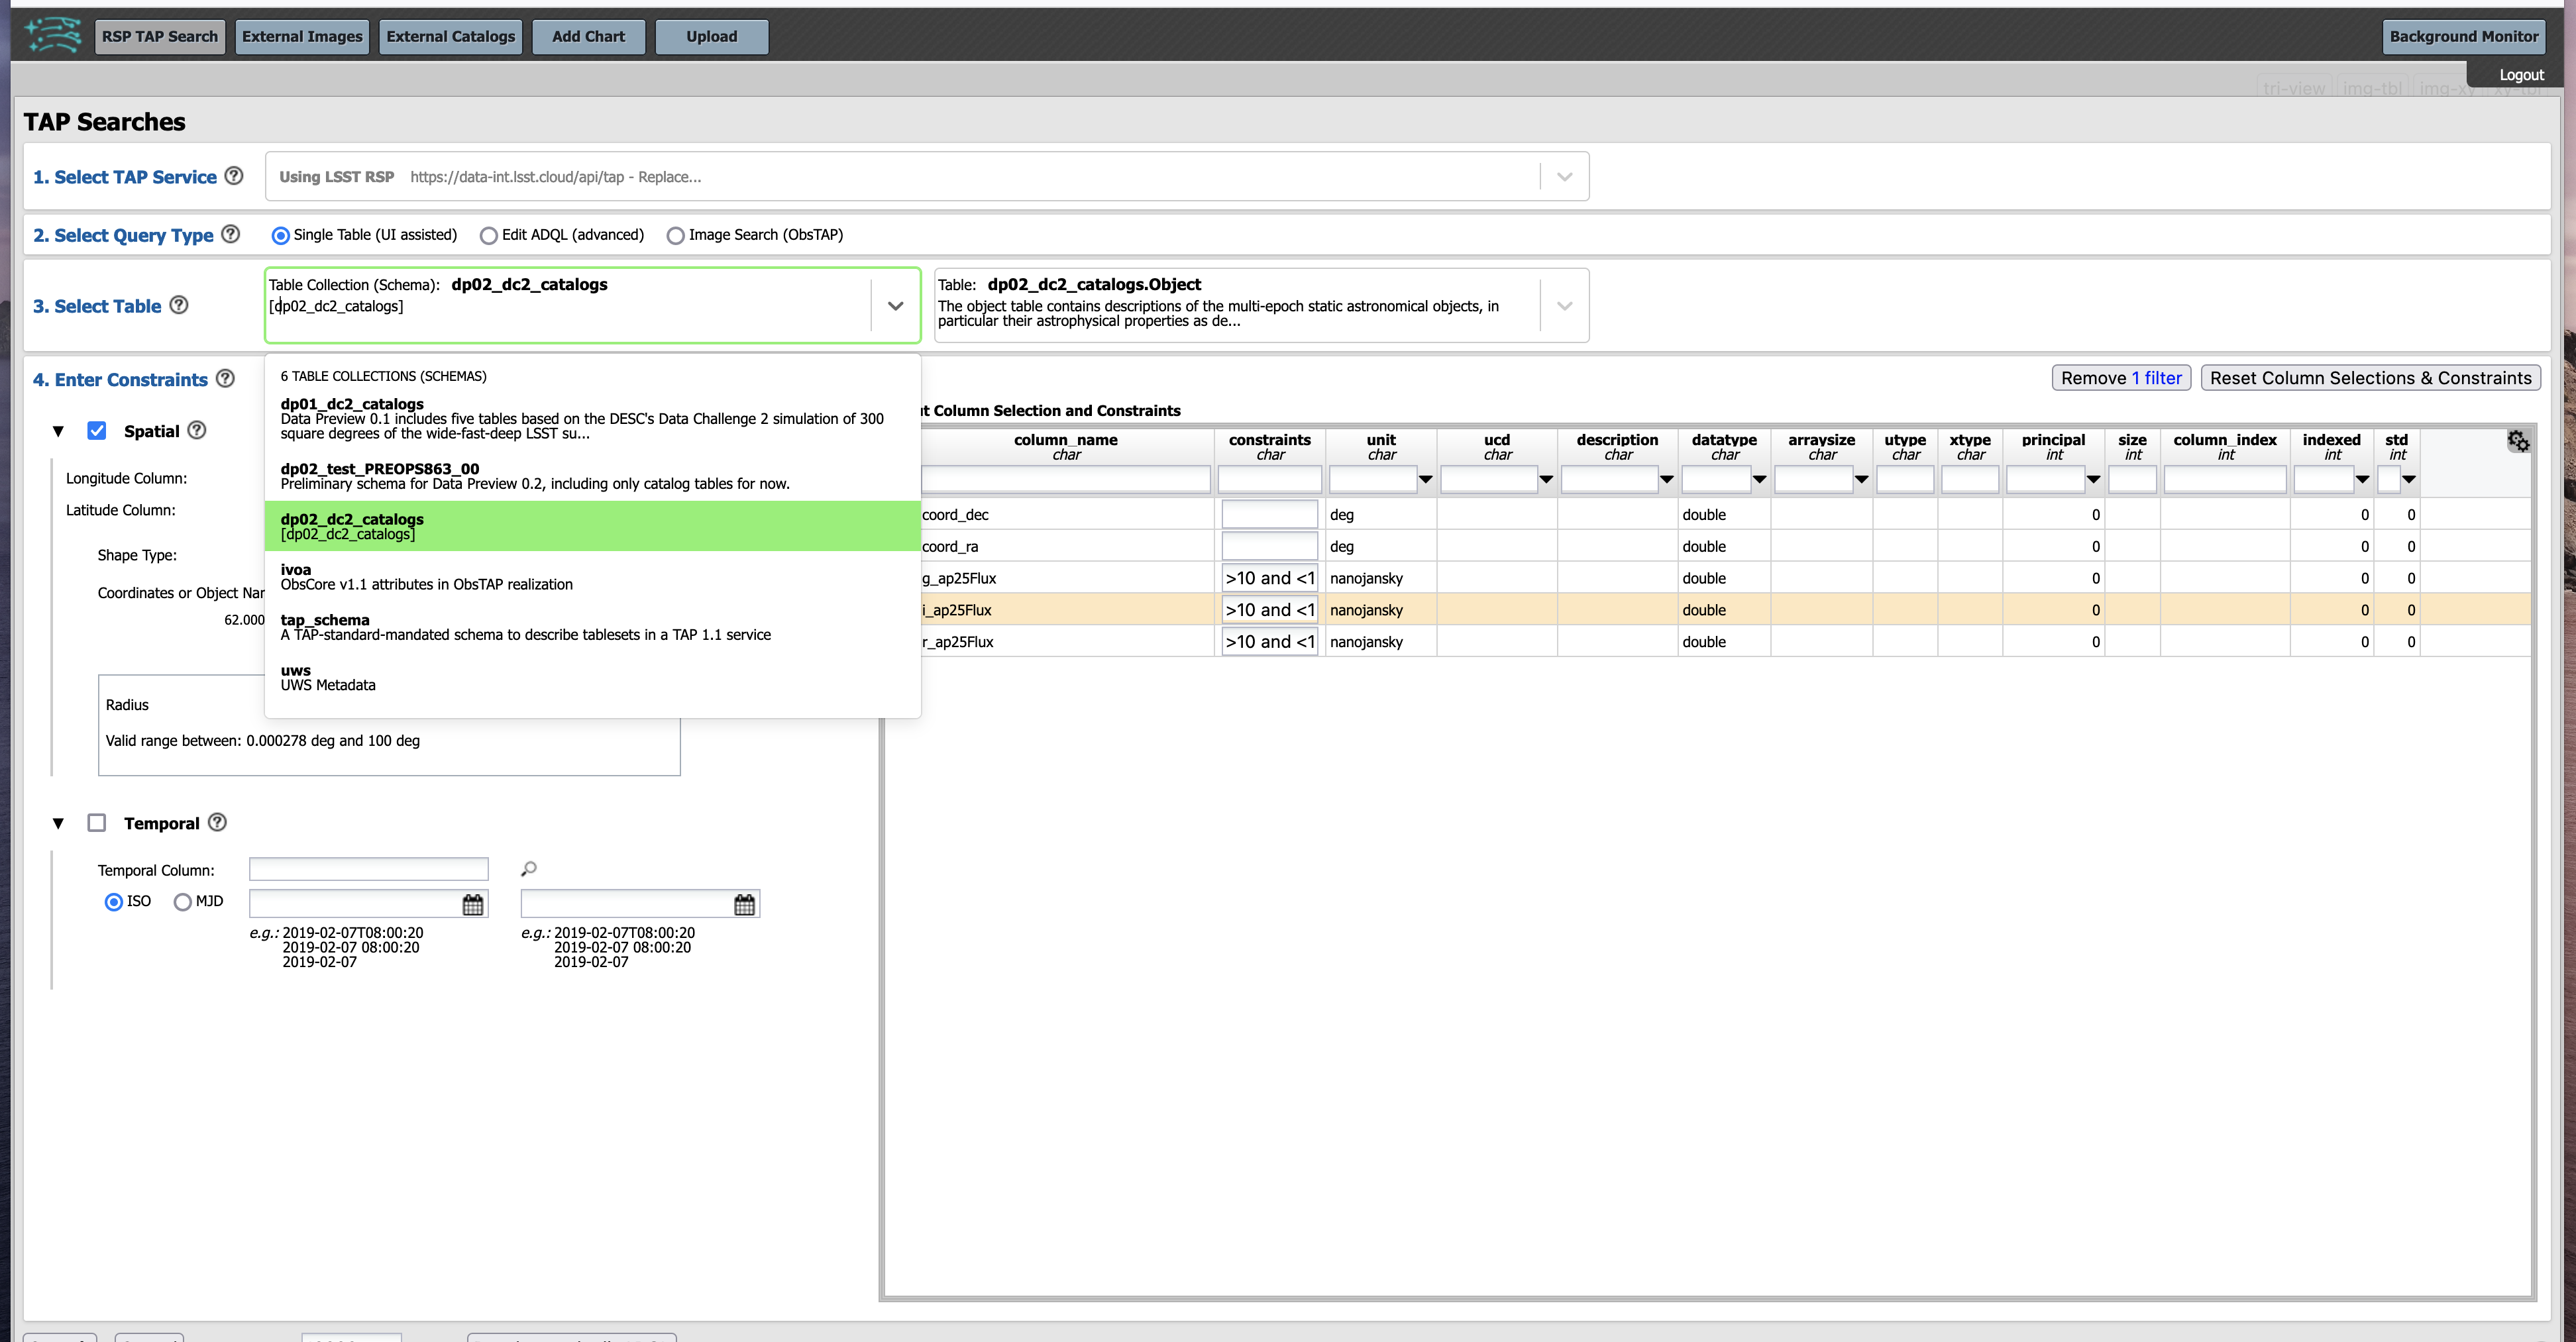 RSP TAP Search External Images External Catalogs Add Chart Upload Background Monitor
Logout
tri-view img-tbl img-xy xy-tbl
TAP Searches
1. Select TAP Service Using LSST RSP https://data-int.lsst.cloud/api/tap - Replace...
2. Select Query Type Single Table (UI assisted) Edit ADQL (advanced) Image Search (ObsTAP)
3. Select Table
Table Collection (Schema): dp02_dc2_catalogs
[dp02_dc2_catalogs]
Table: dp02_dc2_catalogs.Object
The object table contains descriptions of the multi-epoch static astronomical objects, in
particular their astrophysical properties as de...
4. Enter Constraints
Remove 1 filter Reset Column Selections & Constraints
6 TABLE COLLECTIONS (SCHEMAS)
dp01_dc2_catalogs
Data Preview 0.1 includes five tables based on the DESC's Data Challenge 2 simulation of 300
square degrees of the wide-fast-deep LSST su...
dp02_test_PREOPS863_00
Preliminary schema for Data Preview 0.2, including only catalog tables for now.
dp02_dc2_catalogs
[dp02_dc2_catalogs]
ivoa
ObsCore v1.1 attributes in ObsTAP realization
tap_schema
A TAP-standard-mandated schema to describe tablesets in a TAP 1.1 service
uws
UWS Metadata
Spatial
Longitude Column:
Latitude Column:
Shape Type:
Coordinates or Object Nar
62.000
Radius
Valid range between: 0.000278 deg and 100 deg
Temporal
Temporal Column:
ISO MJD
e.g.: 2019-02-07T08:00:20 e.g.: 2019-02-07T08:00:20
2019-02-07 08:00:20 2019-02-07 08:00:20
2019-02-07 2019-02-07
t Column Selection and Constraints
column_name constraints unit ucd description datatype arraysize utype xtype principal size column_index indexed std
char char char char char char char char char int int int int int
coord_dec deg double 0 0 0
coord_ra deg double 0 0 0
g_ap25Flux >10 and <1 nanojansky double 0 0 0
i_ap25Flux >10 and <1 nanojansky double 0 0 0
r_ap25Flux >10 and <1 nanojansky double 0 0 0